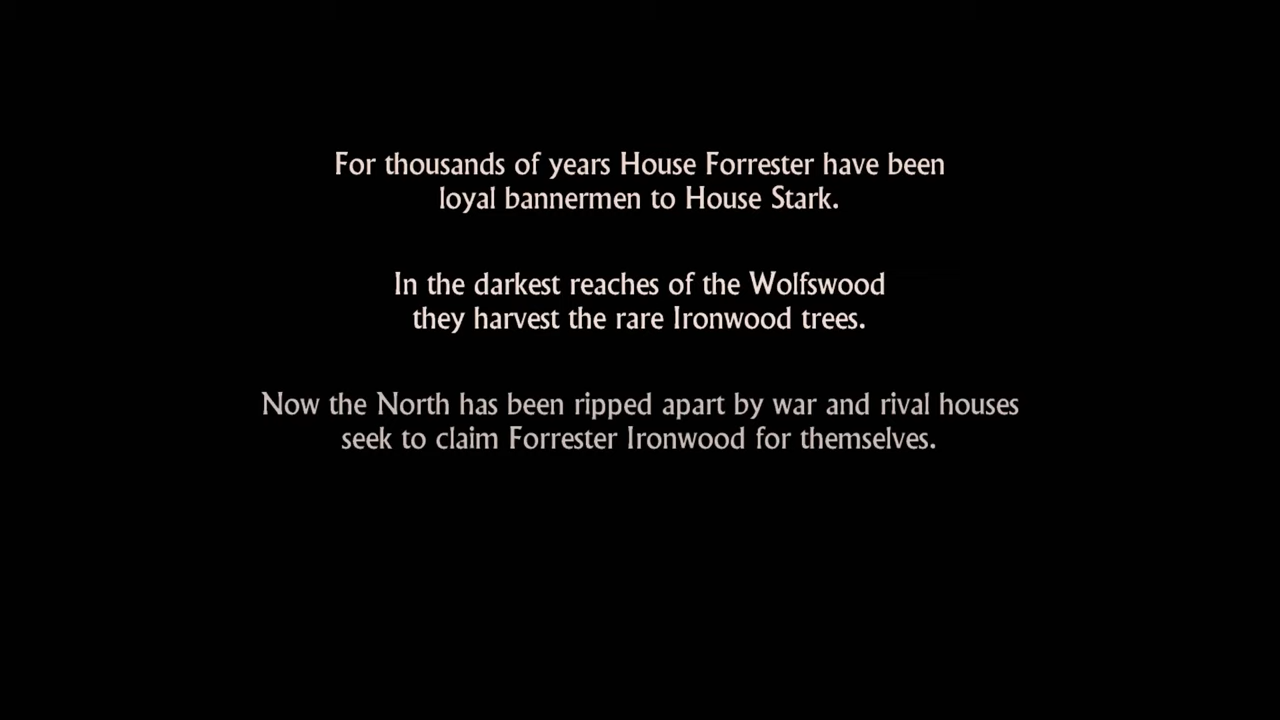 For thousands of years House Forrester have been
loyal bannermen to House Stark.
In the darkest reaches of the Wolfswood
they harvest the rare Ironwood trees.
Now the North has been ripped apart by war and rival houses
seek to claim Forrester Ironwood for themselves.